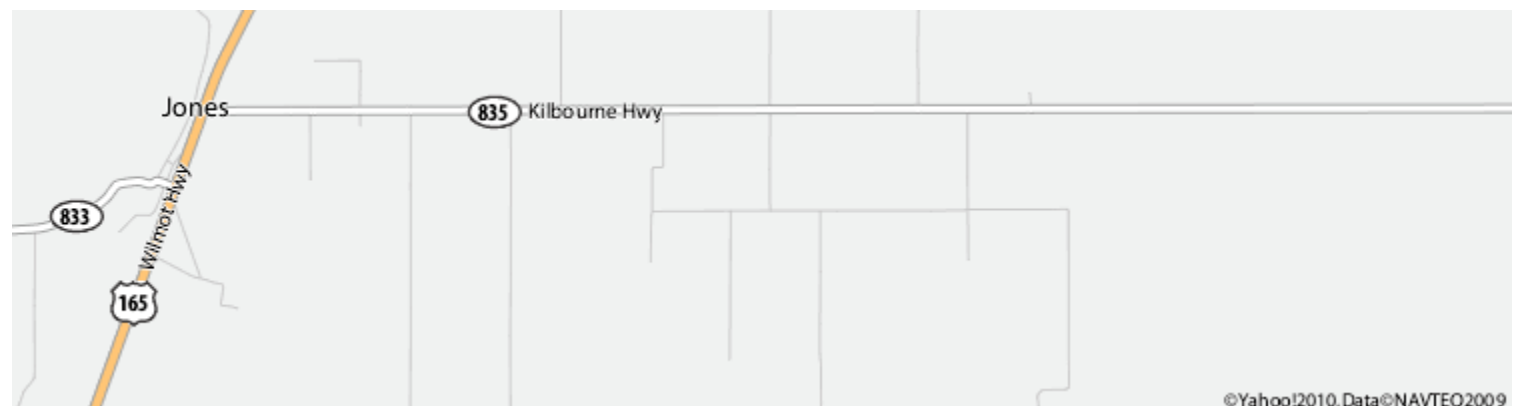 Jones
835 Kilbourne Hwy
833
Wilmot Hwy
165
©Yahoo!2010, Data©NAVTEQ2009